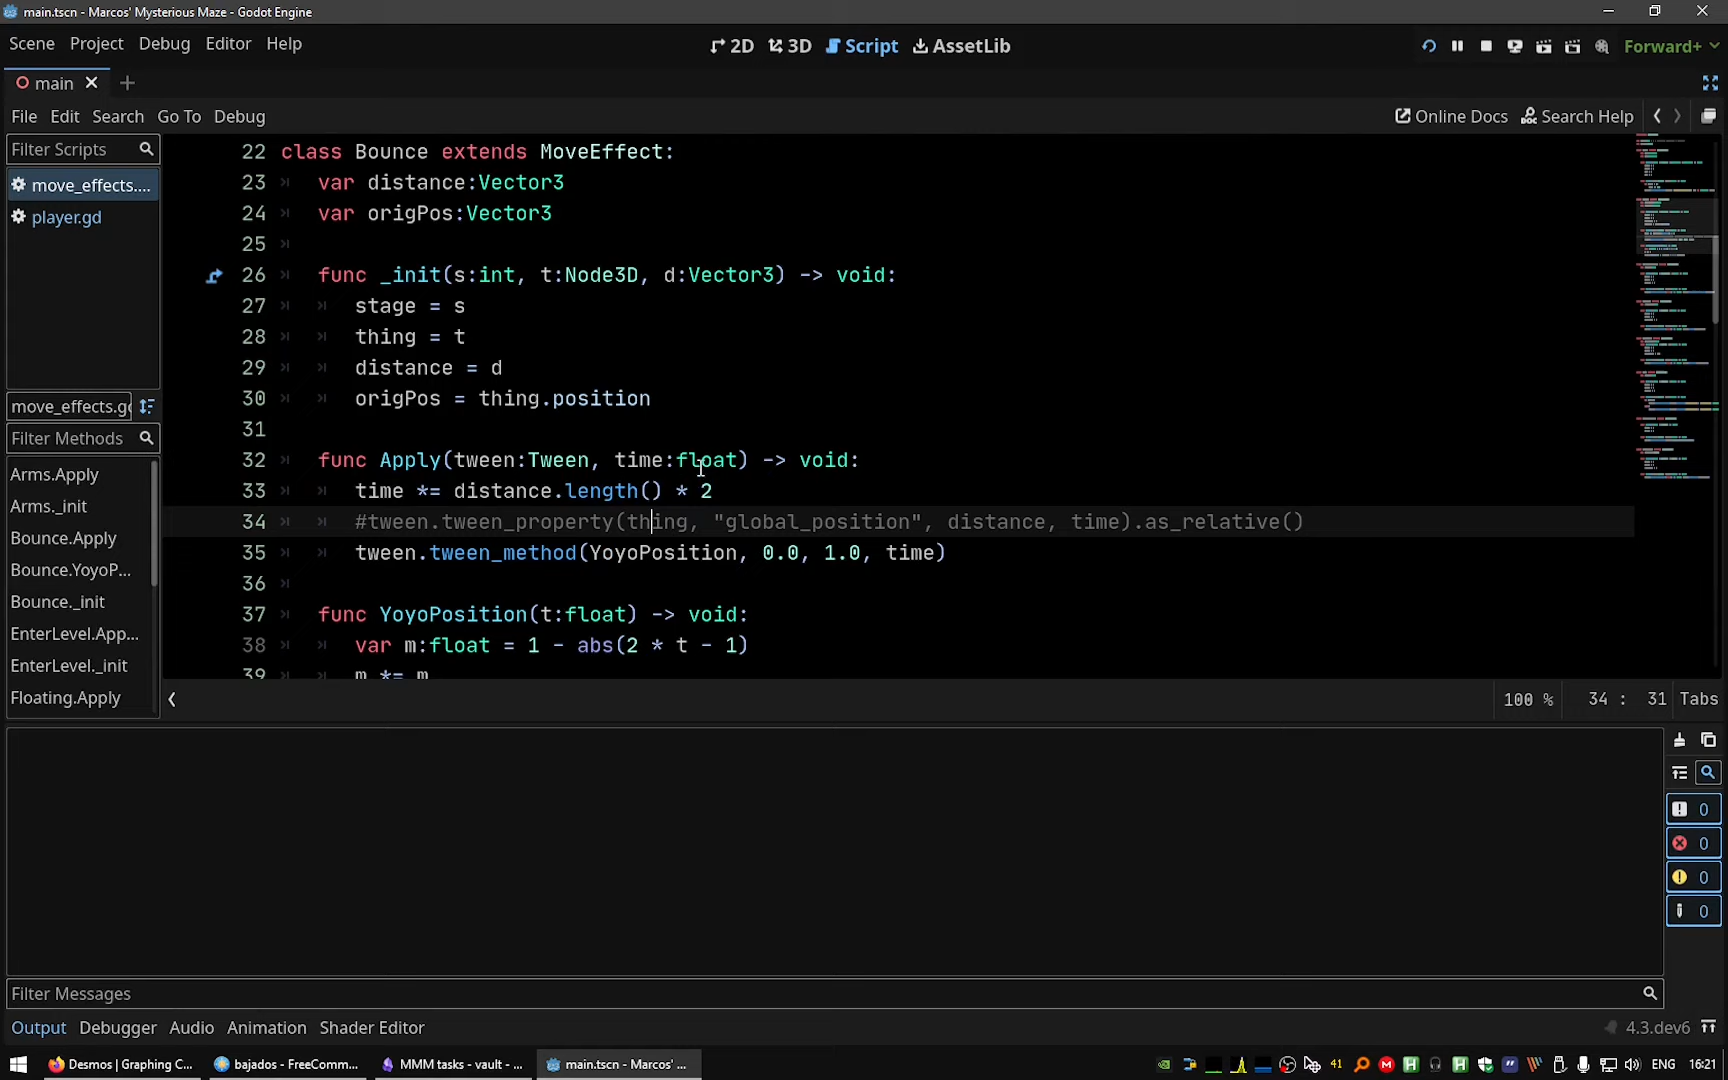 main.tscn - Marcos' Mysterious Maze - Godot Engine
Scene Project Debug Editor Help
2D 3D Script AssetLib
Forward+
main
File Edit Search Go To Debug
Online Docs Search Help
Filter Scripts
move_effects....
player.gd
move_effects.gd
Filter Methods
Arms.Apply
Arms._init
Bounce.Apply
Bounce.YoyoP...
Bounce._init
EnterLevel.App...
EnterLevel._init
Floating.Apply
22 class Bounce extends MoveEffect:
23 var distance:Vector3
24 var origPos:Vector3
25
26 func _init(s:int, t:Node3D, d:Vector3) -> void:
27 stage = s
28 thing = t
29 distance = d
30 origPos = thing.position
31
32 func Apply(tween:Tween, time:float) -> void:
33 time *= distance.length() * 2
34 #tween.tween_property(thing, "global_position", distance, time).as_relative()
35 tween.tween_method(YoyoPosition, 0.0, 1.0, time)
36
37 func YoyoPosition(t:float) -> void:
38 var m:float = 1 - abs(2 * t - 1)
39 m *= m
100 % 34 : 31 Tabs
0
0
0
0
Filter Messages
Output Debugger Audio Animation Shader Editor
4.3.dev6
Desmos | Graphing C... bajados - FreeComm... MMM tasks - vault - ... main.tscn - Marcos' ...
41 ENG 16:21